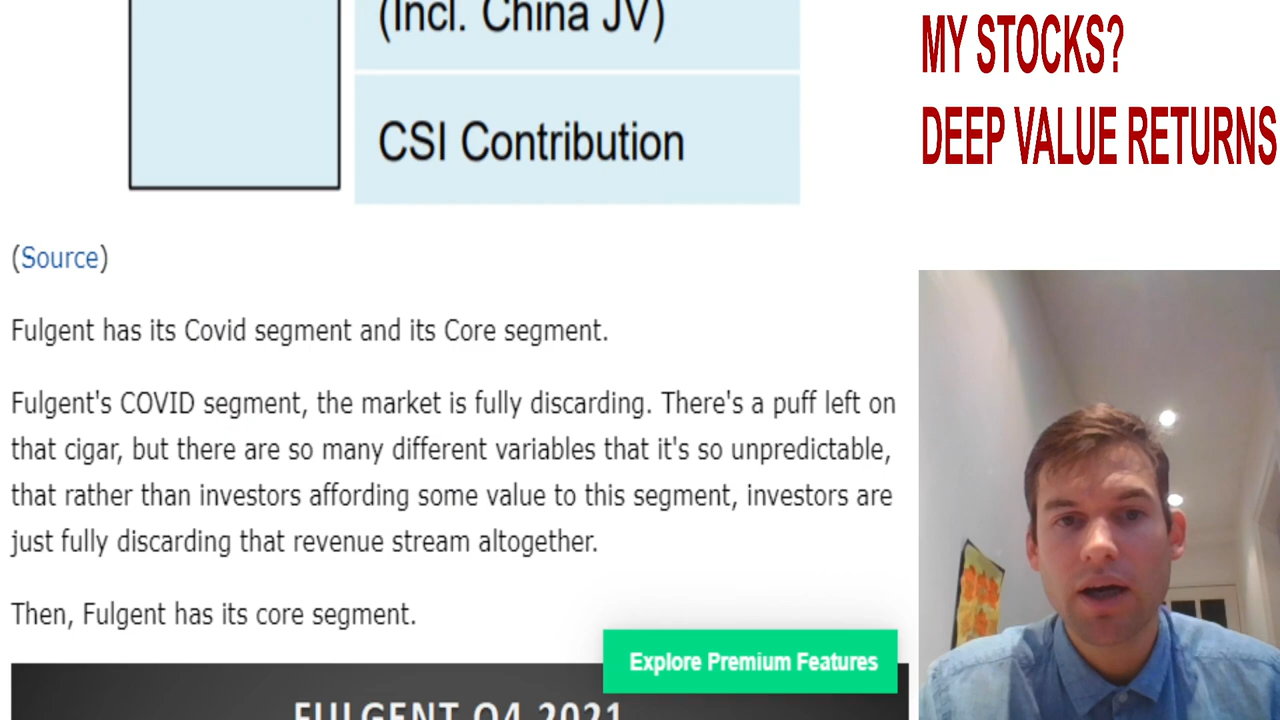 (Incl. China JV)
CSI Contribution
(Source)
Fulgent has its Covid segment and its Core segment.
Fulgent's COVID segment, the market is fully discarding. There's a puff left on
that cigar, but there are so many different variables that it's so unpredictable,
that rather than investors affording some value to this segment, investors are
just fully discarding that revenue stream altogether.
Then, Fulgent has its core segment.
Explore Premium Features
FULGENT Q4 2021
MY STOCKS?
DEEP VALUE RETURNS